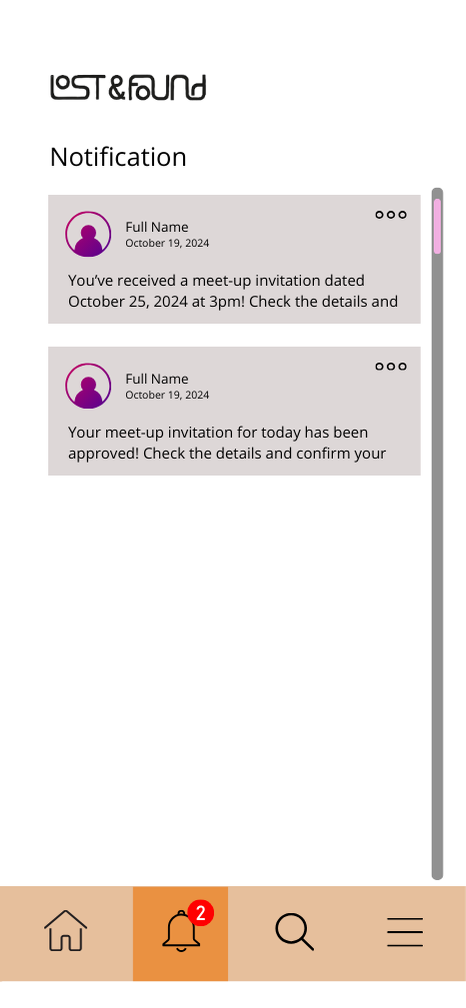 LOST & FOUND
Notification
Full Name
October 19, 2024
You’ve received a meet-up invitation dated
October 25, 2024 at 3pm! Check the details and
Full Name
October 19, 2024
Your meet-up invitation for today has been
approved! Check the details and confirm your
2